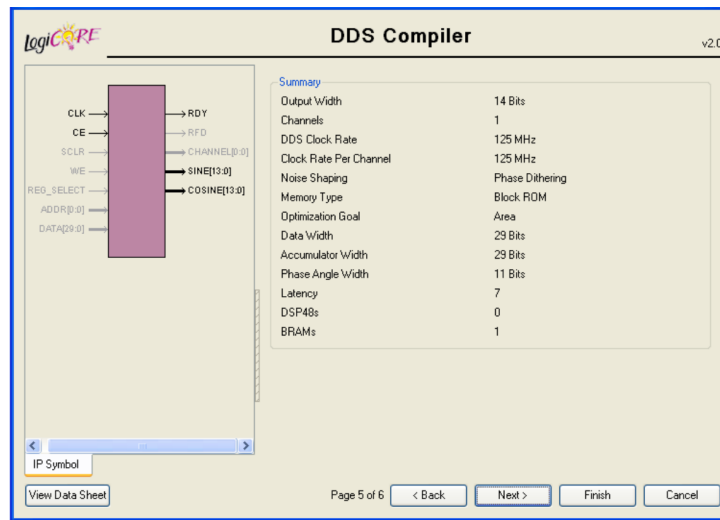 logiCORE
DDS Compiler
v2.0
CLK
CE
SCLR
WE
REG_SELECT
ADDR[0:0]
DATA[29:0]
RDY
RFD
CHANNEL[0:0]
SINE[13:0]
COSINE[13:0]
IP Symbol
Summary
Output Width 14 Bits
Channels 1
DDS Clock Rate 125 MHz
Clock Rate Per Channel 125 MHz
Noise Shaping Phase Dithering
Memory Type Block ROM
Optimization Goal Area
Data Width 29 Bits
Accumulator Width 29 Bits
Phase Angle Width 11 Bits
Latency 7
DSP48s 0
BRAMs 1
View Data Sheet
Page 5 of 6
< Back
Next >
Finish
Cancel